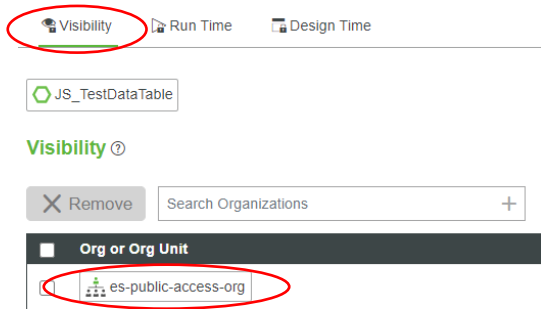 Visibility Run Time Design Time
JS_TestDataTable
Visibility ?
Remove Search Organizations +
Org or Org Unit
es-public-access-org